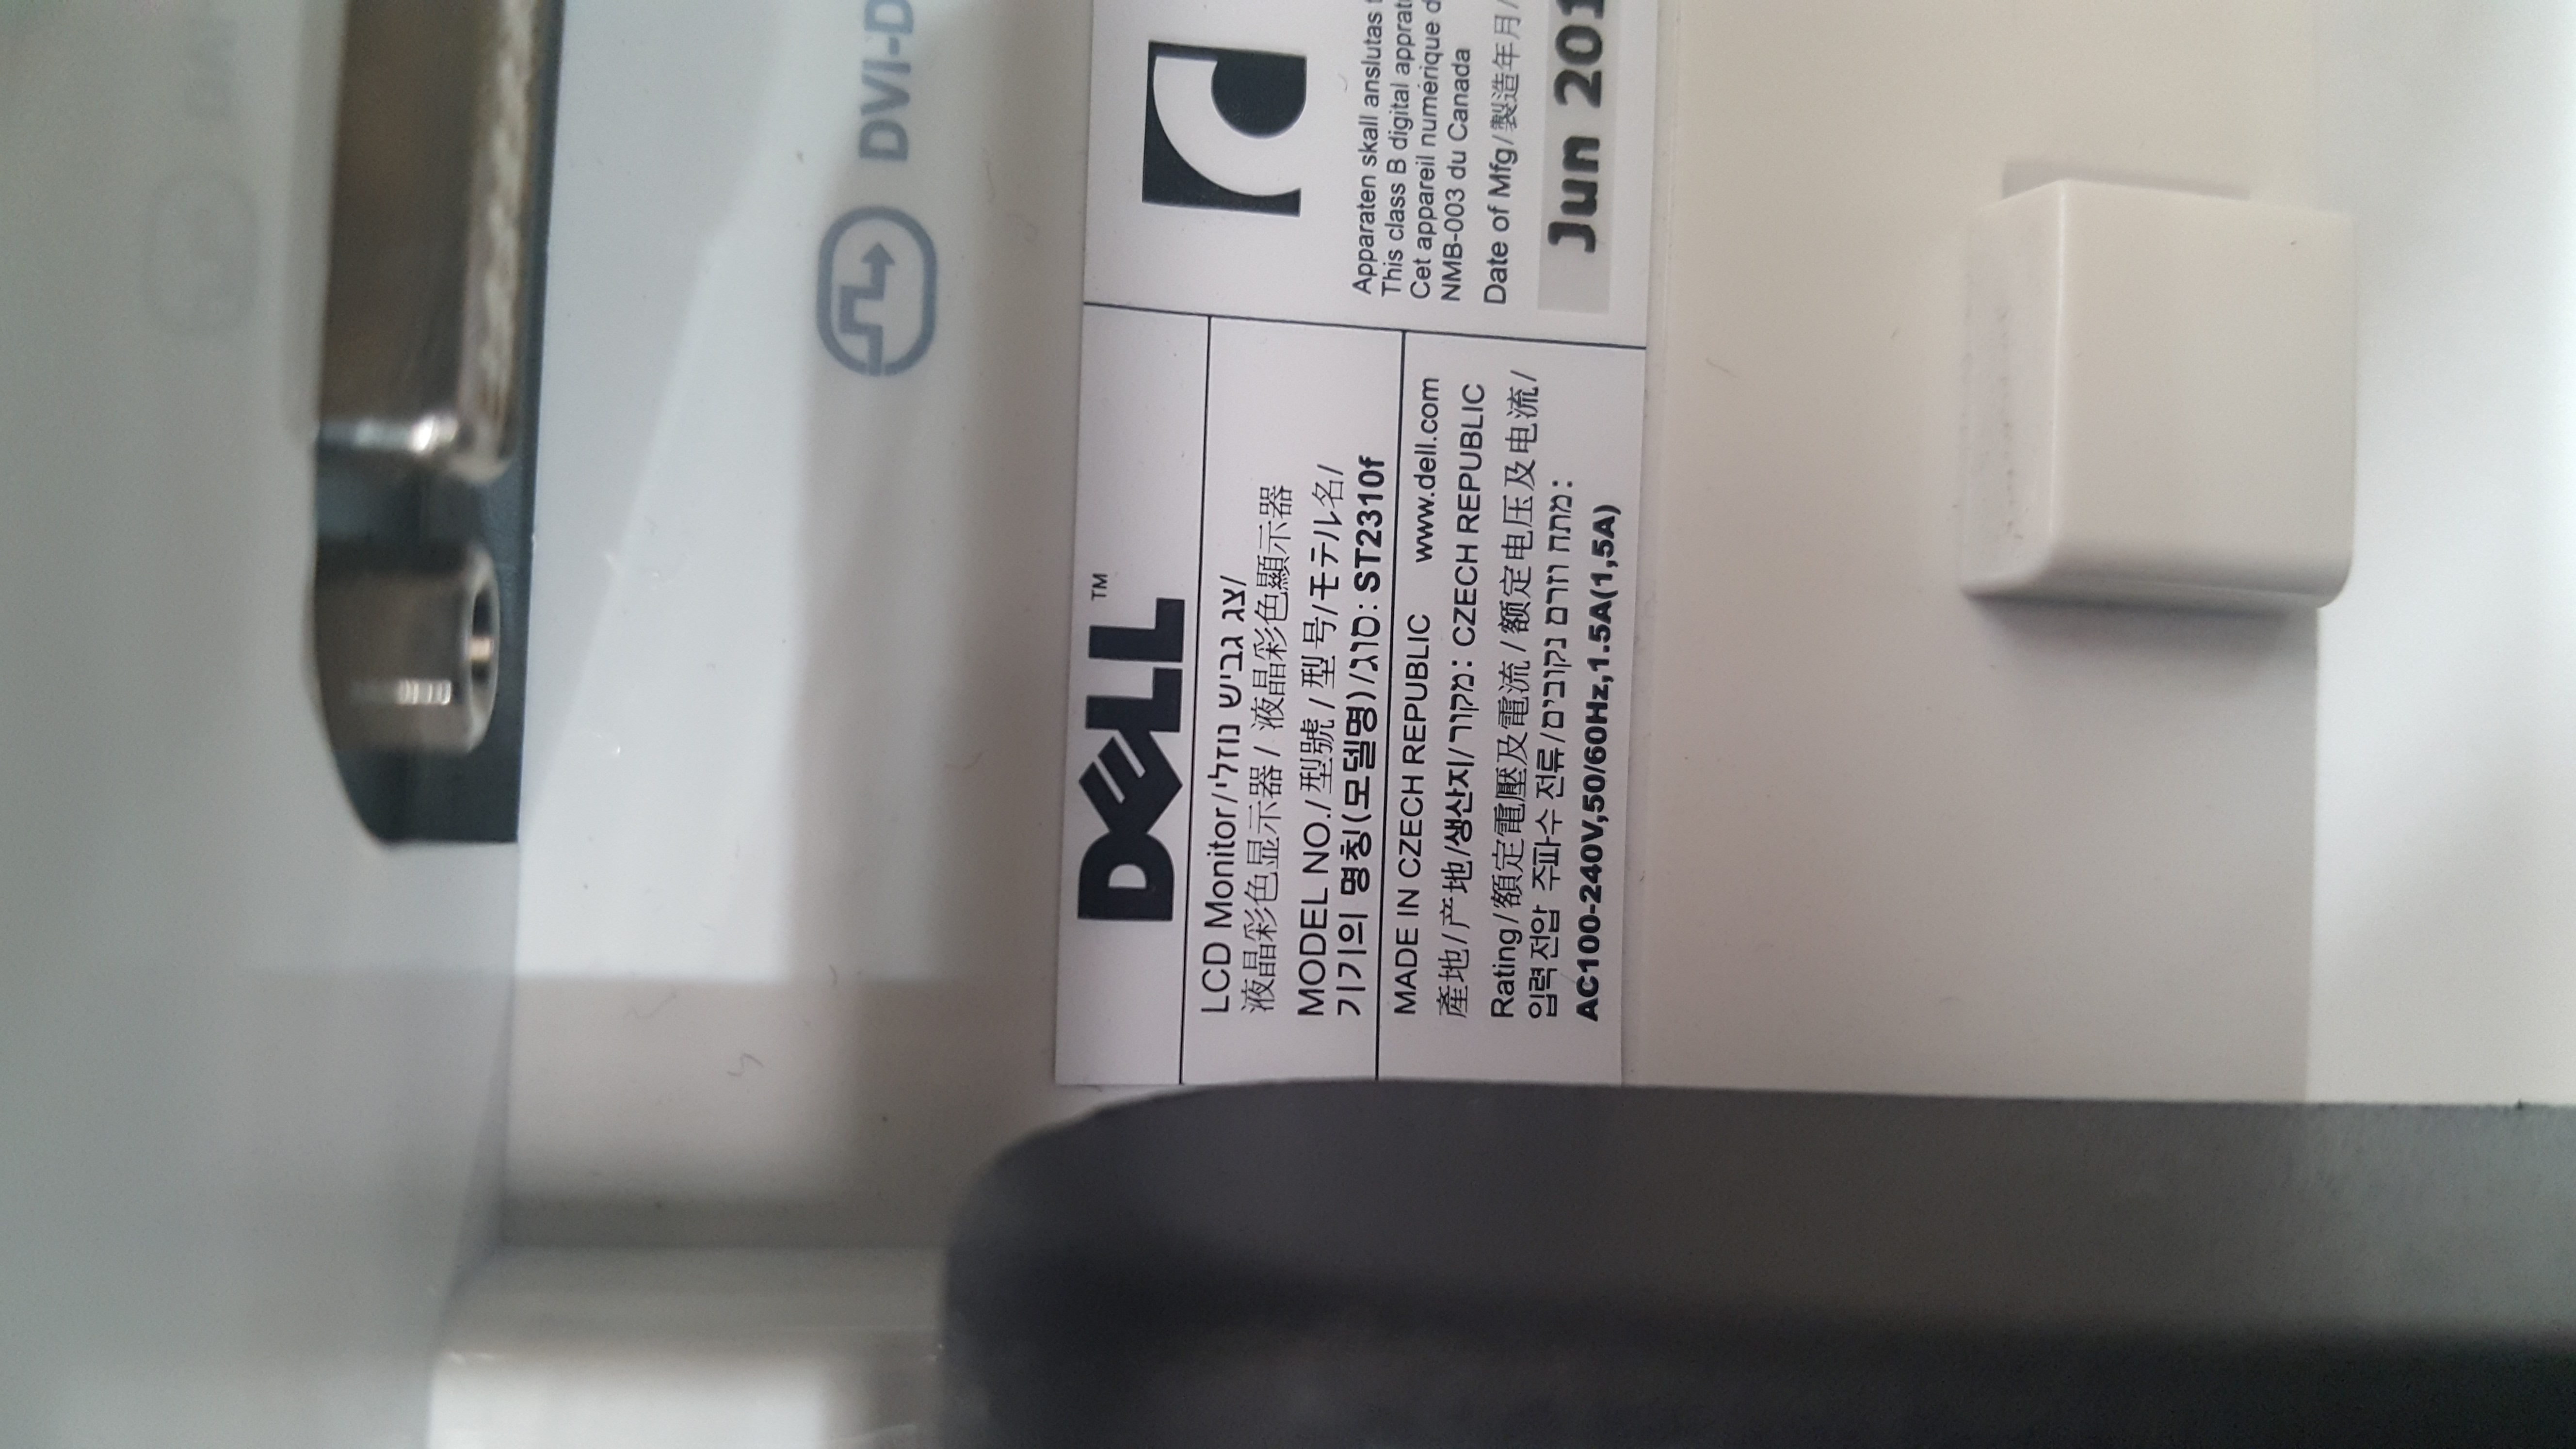 DVI-D
DELL™
LCD Monitor/צג גבישי נוזלי/
液晶彩色显示器 / 液晶彩色顯示器
MODEL NO./型號 / 型号/モテル名/
기기의 명칭(모델명)/סוג: ST2310f
MADE IN CZECH REPUBLIC www.dell.com
產地/产地/생산지/מקור: CZECH REPUBLIC
Rating/額定電壓及電流 / 额定电压及电流/
입력전압 주파수 전류/מתח וזרם נקובים:
AC100-240V,50/60Hz,1.5A(1,5A)
Apparaten skall anslutas
This class B digital
Cet appareil numérique
NMB-003 du Canada
Date of Mfg/製造年月/
Jun 201